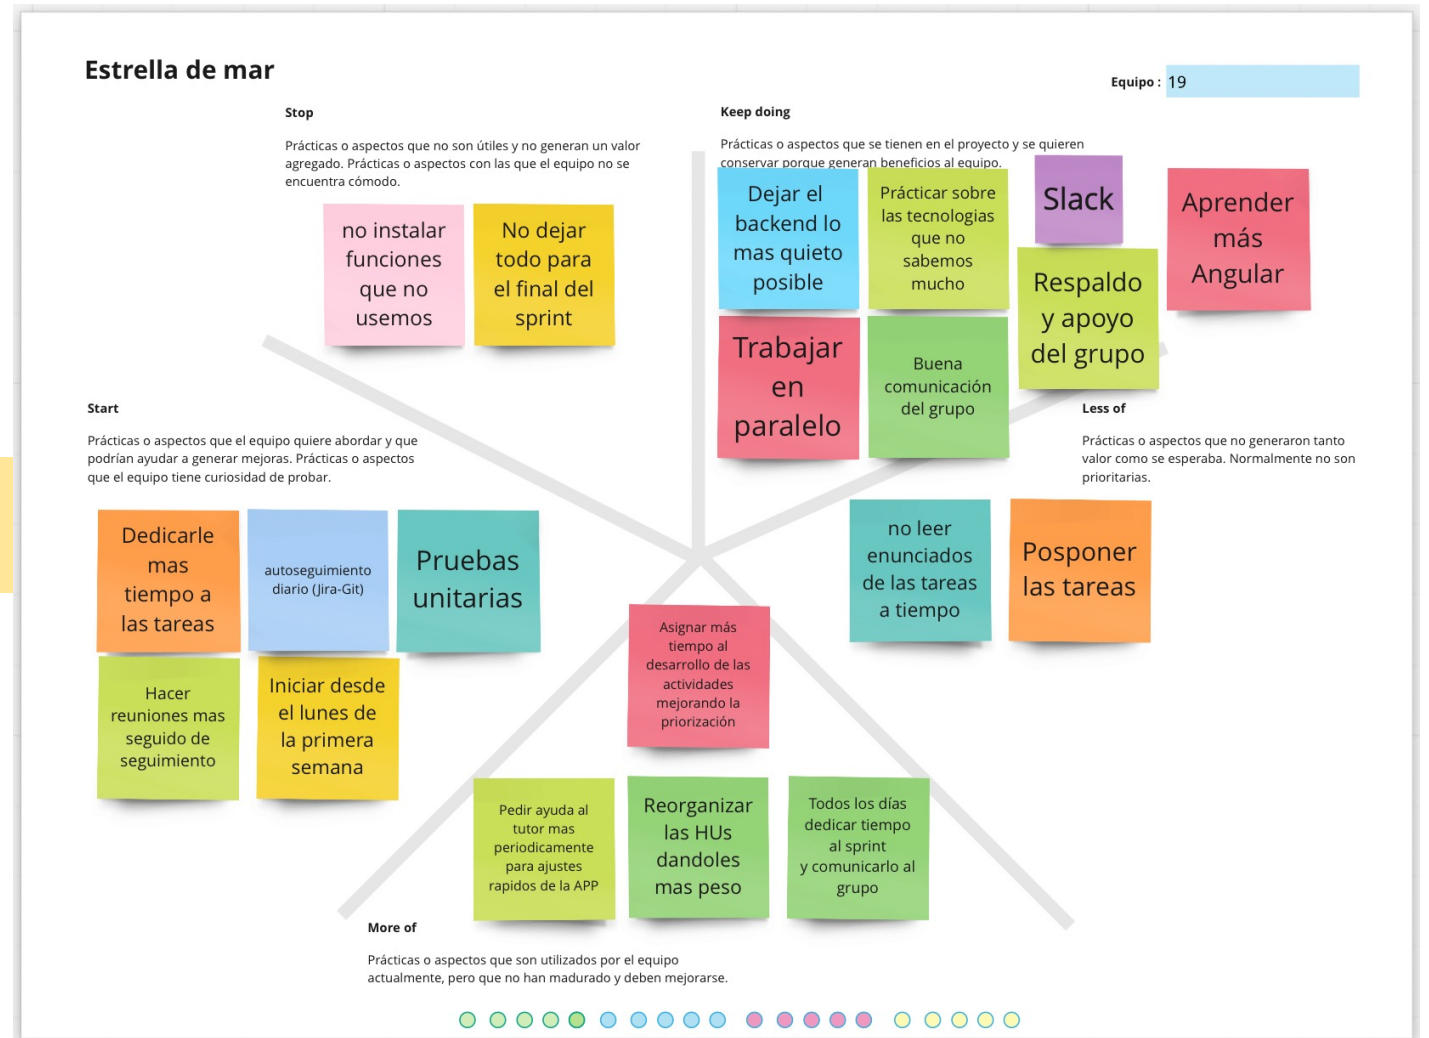 Estrella de mar
Equipo :
19
Stop
Prácticas o aspectos que no son útiles y no generan un valor
agregado. Prácticas o aspectos con las que el equipo no se
encuentra cómodo.
no instalar
funciones
que no
usemos
No dejar
todo para
el final del
sprint
Keep doing
Prácticas o aspectos que se tienen en el proyecto y se quieren
conservar porque generan beneficios al equipo.
Dejar el
backend lo
mas quieto
posible
Prácticar sobre
las tecnologias
que no
sabemos
mucho
Slack
Aprender
más
Angular
Respaldo
y apoyo
del grupo
Trabajar
en
paralelo
Buena
comunicación
del grupo
Start
Prácticas o aspectos que el equipo quiere abordar y que
podrían ayudar a generar mejoras. Prácticas o aspectos
que el equipo tiene curiosidad de probar.
Dedicarle
mas
tiempo a
las tareas
autoseguimiento
diario (Jira-Git)
Pruebas
unitarias
Hacer
reuniones mas
seguido de
seguimiento
Iniciar desde
el lunes de
la primera
semana
Less of
Prácticas o aspectos que no generaron tanto
valor como se esperaba. Normalmente no son
prioritarias.
no leer
enunciados
de las tareas
a tiempo
Posponer
las tareas
Asignar más
tiempo al
desarrollo de las
actividades
mejorando la
priorización
Pedir ayuda al
tutor mas
periodicamente
para ajustes
rapidos de la APP
Reorganizar
las HUs
dandoles
mas peso
Todos los días
dedicar tiempo
al sprint
y comunicarlo al
grupo
More of
Prácticas o aspectos que son utilizados por el equipo
actualmente, pero que no han madurado y deben mejorarse.